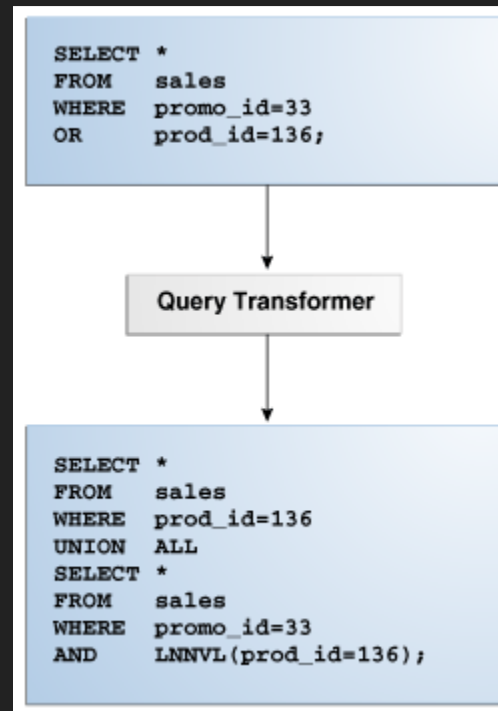 SELECT *
FROM sales
WHERE promo_id=33
OR prod_id=136;
Query Transformer
SELECT *
FROM sales
WHERE prod_id=136
UNION ALL
SELECT *
FROM sales
WHERE promo_id=33
AND LNNVL(prod_id=136);